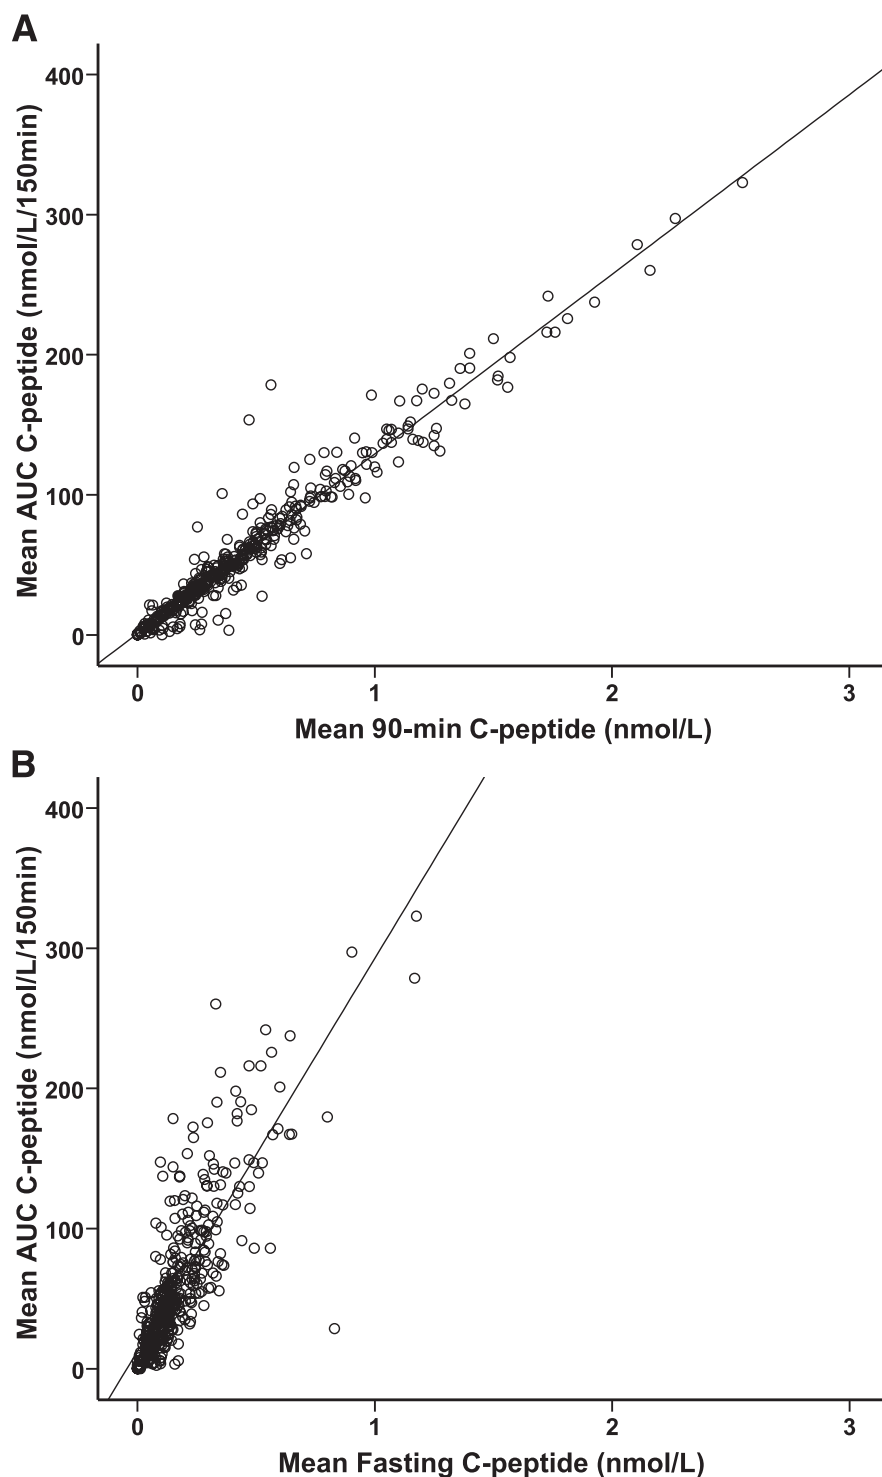 A
Mean AUC C-peptide (nmol/L/150min)
400
300
200
100
0
0 1 2 3
Mean 90-min C-peptide (nmol/L)
B
Mean AUC C-peptide (nmol/L/150min)
400
300
200
100
0
0 1 2 3
Mean Fasting C-peptide (nmol/L)